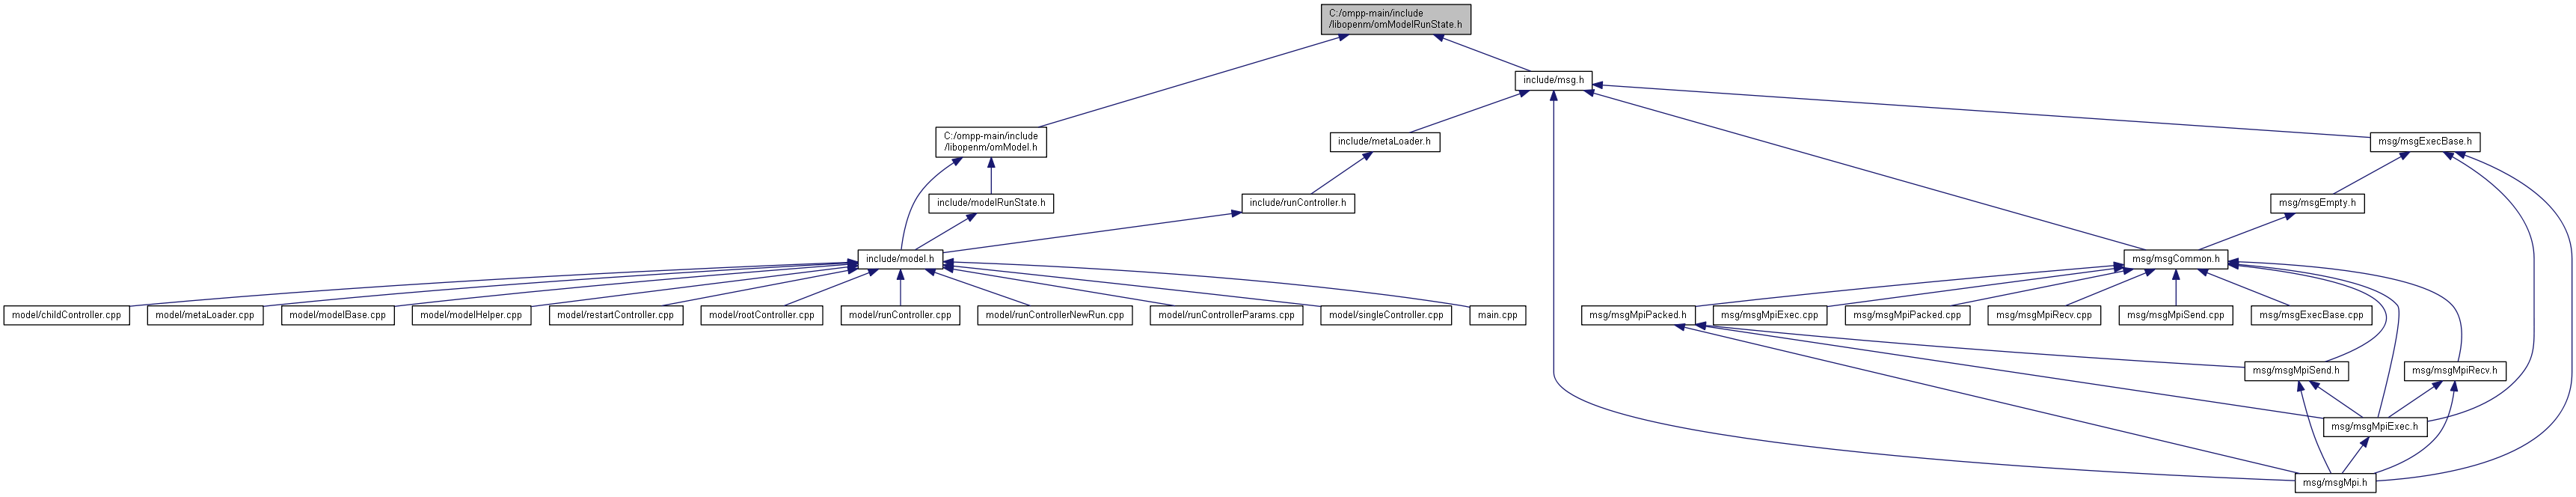 C:/ompp-main/include
/libopenm/omModelRunState.h
include/msg.h
C:/ompp-main/include
/libopenm/omModel.h
include/metaLoader.h
msg/msgExecBase.h
include/modelRunState.h
include/runController.h
msg/msgEmpty.h
include/model.h
msg/msgCommon.h
model/childController.cpp
model/metaLoader.cpp
model/modelBase.cpp
model/modelHelper.cpp
model/restartController.cpp
model/rootController.cpp
model/runController.cpp
model/runControllerNewRun.cpp
model/runControllerParams.cpp
model/singleController.cpp
main.cpp
msg/msgMpiPacked.h
msg/msgMpiExec.cpp
msg/msgMpiPacked.cpp
msg/msgMpiRecv.cpp
msg/msgMpiSend.cpp
msg/msgExecBase.cpp
msg/msgMpiSend.h
msg/msgMpiRecv.h
msg/msgMpiExec.h
msg/msgMpi.h